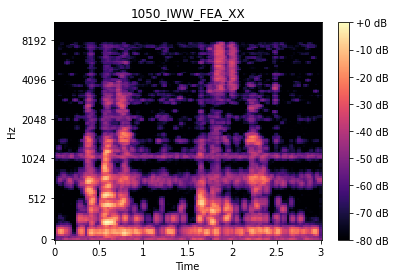 1050_IWW_FEA_XX
+0 dB
8192
-10 dB
4096
-20 dB
-30 dB
2048
Hz
-40 dB
1024
-50 dB
512
-60 dB
-70 dB
0
-80 dB
0 0.5 1 1.5 2 2.5 3
Time